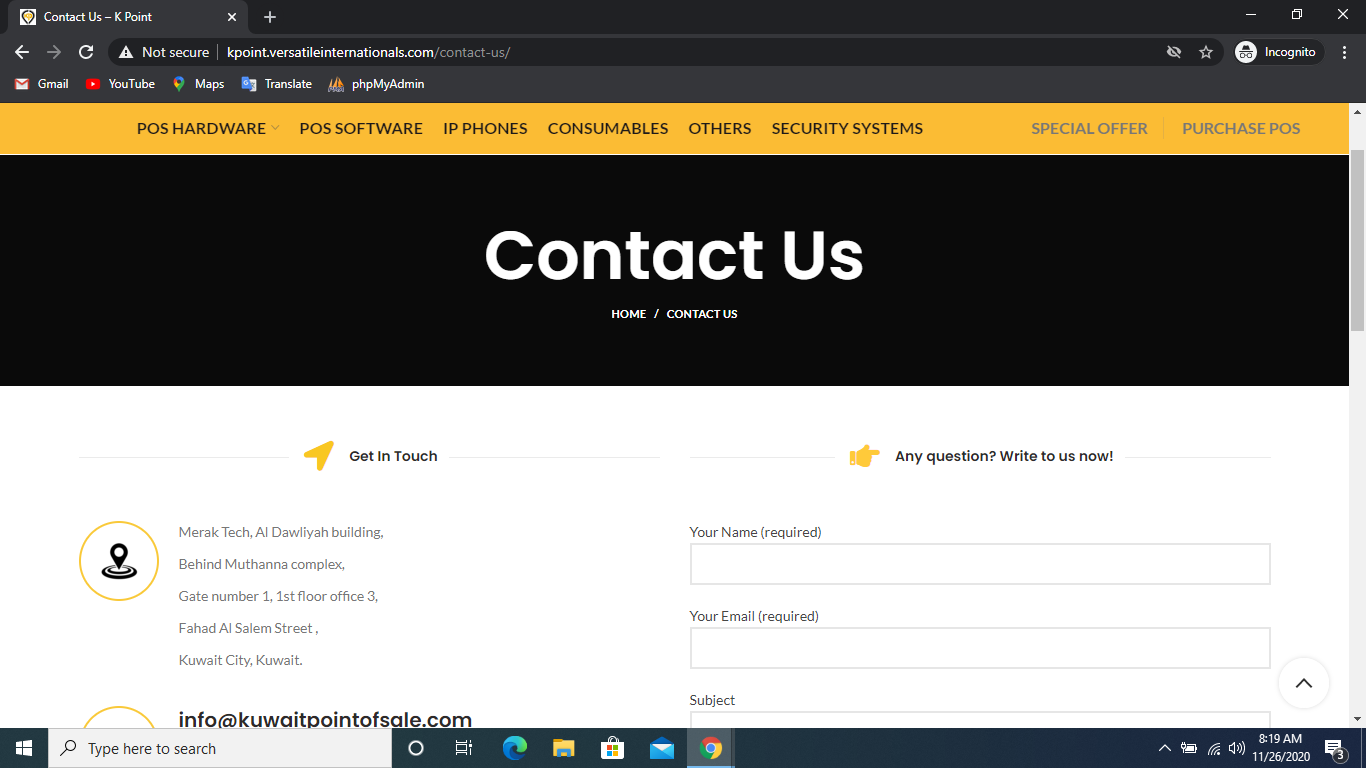 Contact Us – K Point
Not secure
kpoint.versatileinternationals.com/contact-us/
Incognito
Gmail
YouTube
Maps
Translate
phpMyAdmin
POS HARDWARE
POS SOFTWARE
IP PHONES
CONSUMABLES
OTHERS
SECURITY SYSTEMS
SPECIAL OFFER
PURCHASE POS
Contact Us
HOME / CONTACT US
Get In Touch
Merak Tech, Al Dawliyah building,
Behind Muthanna complex,
Gate number 1, 1st floor office 3,
Fahad Al Salem Street ,
Kuwait City, Kuwait.
info@kuwaitpointofsale.com
Any question? Write to us now!
Your Name (required)
Your Email (required)
Subject
Type here to search
8:19 AM
11/26/2020
3